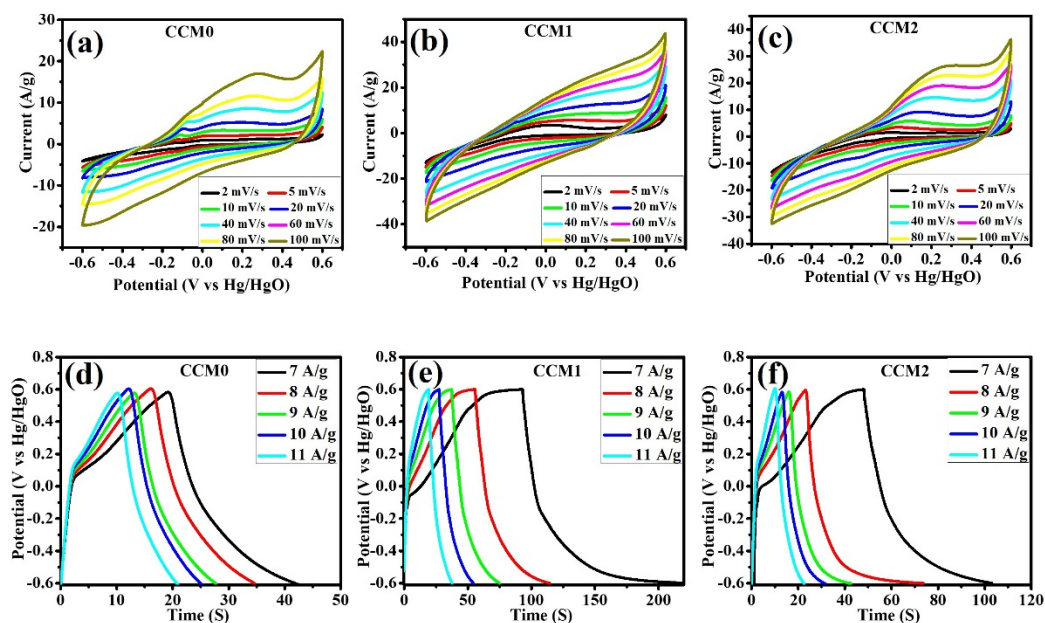 (a) CCM0
Current (A/g)
30
20
10
0
-10
-20
2 mV/s 5 mV/s
10 mV/s 20 mV/s
40 mV/s 60 mV/s
80 mV/s 100 mV/s
-0.6 -0.4 -0.2 0.0 0.2 0.4 0.6
Potential (V vs Hg/HgO)
(b) CCM1
Current (A/g)
40
20
0
-20
-40
2 mV/s 5 mV/s
10 mV/s 20 mV/s
40 mV/s 60 mV/s
80 mV/s 100 mV/s
-0.6 -0.4 -0.2 0.0 0.2 0.4 0.6
Potential (V vs Hg/HgO)
(c) CCM2
Current (A/g)
40
30
20
10
0
-10
-20
-30
-40
2 mV/s 5 mV/s
10 mV/s 20 mV/s
40 mV/s 60 mV/s
80 mV/s 100 mV/s
-0.6 -0.4 -0.2 0.0 0.2 0.4 0.6
Potential (V vs Hg/HgO)
(d) CCM0
Potential (V vs Hg/HgO)
0.8
0.6
0.4
0.2
0.0
-0.2
-0.4
-0.6
7 A/g
8 A/g
9 A/g
10 A/g
11 A/g
0 10 20 30 40 50
Time (S)
(e) CCM1
Potential (V vs Hg/HgO)
0.8
0.6
0.4
0.2
0.0
-0.2
-0.4
-0.6
7 A/g
8 A/g
9 A/g
10 A/g
11 A/g
0 50 100 150 200
Time (S)
(f) CCM2
Potential (V vs Hg/HgO)
0.8
0.6
0.4
0.2
0.0
-0.2
-0.4
-0.6
7 A/g
8 A/g
9 A/g
10 A/g
11 A/g
0 20 40 60 80 100 120
Time (S)